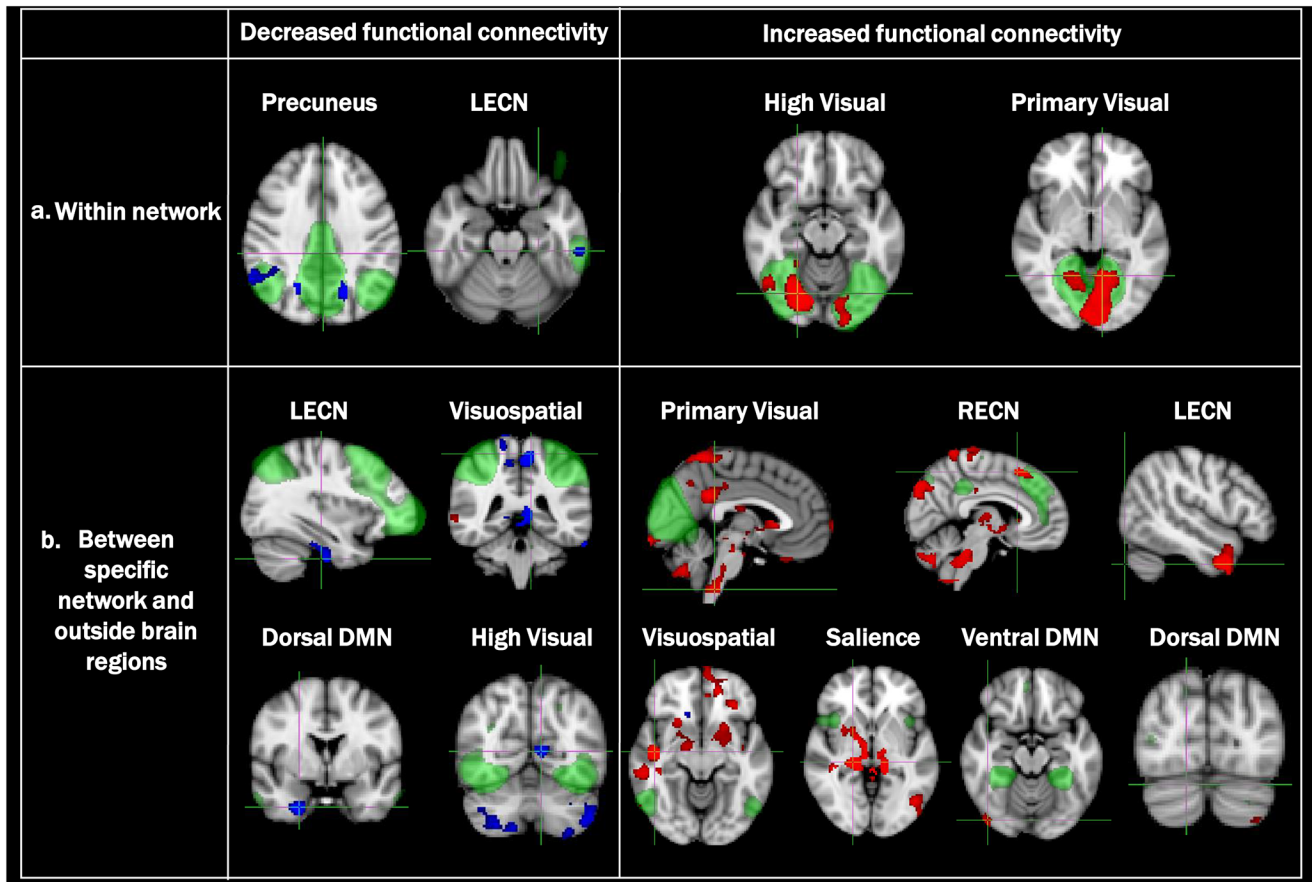 Decreased functional connectivity
Increased functional connectivity
a. Within network
Precuneus
LECN
High Visual
Primary Visual
b. Between
specific
network and
outside brain
regions
LECN
Visuospatial
Primary Visual
RECN
LECN
Dorsal DMN
High Visual
Visuospatial
Salience
Ventral DMN
Dorsal DMN